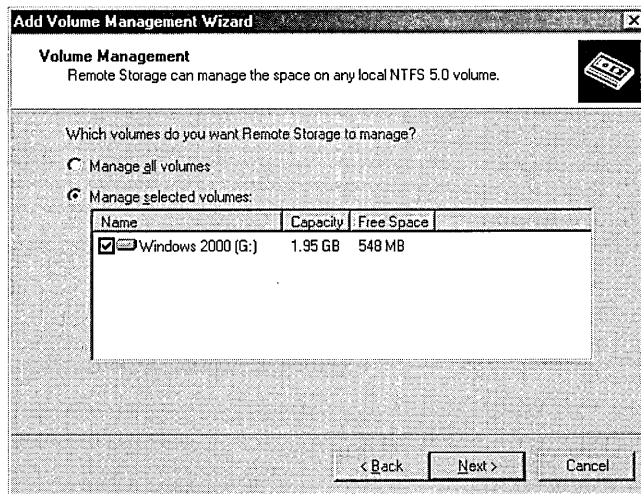 Add Volume Management Wizard
Volume Management
Remote Storage can manage the space on any local NTFS 5.0 volume.
Which volumes do you want Remote Storage to manage?
Manage all volumes
Manage selected volumes:
Name Capacity Free Space
Windows 2000 (G:) 1.95 GB 548 MB
< Back Next > Cancel